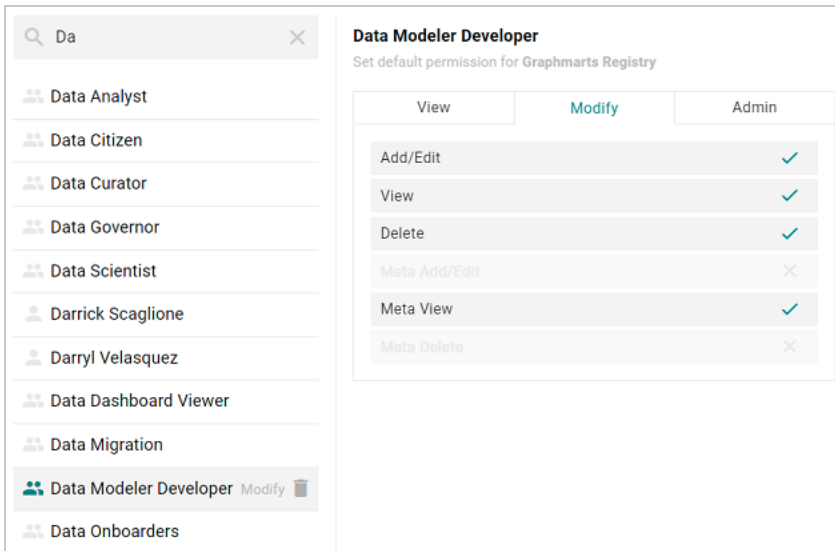 Da
Data Analyst
Data Citizen
Data Curator
Data Governor
Data Scientist
Darrick Scaglione
Darryl Velasquez
Data Dashboard Viewer
Data Migration
Data Modeler Developer Modify
Data Onboarders
Data Modeler Developer
Set default permission for Graphmarts Registry
View Modify Admin
Add/Edit
View
Delete
Meta Add/Edit
Meta View
Meta Delete